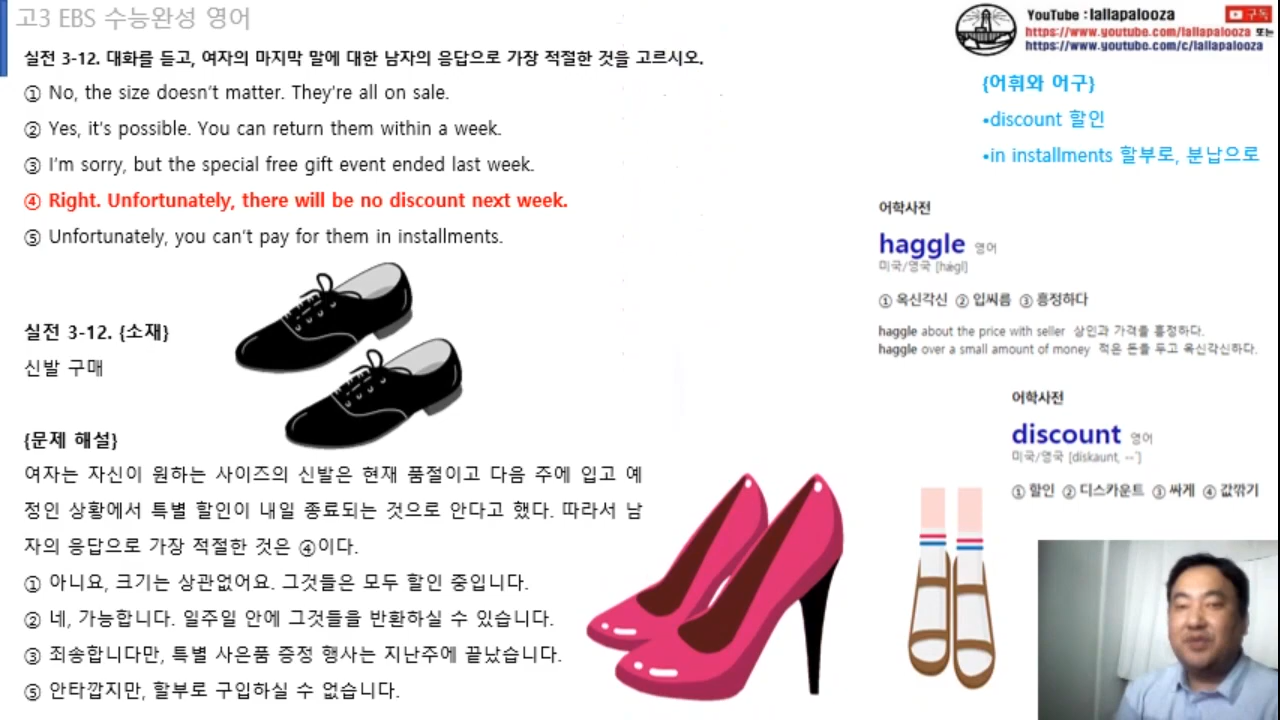 고3 EBS 수능완성 영어
실전 3-12. 대화를 듣고, 여자의 마지막 말에 대한 남자의 응답으로 가장 적절한 것을 고르시오.
① No, the size doesn't matter. They're all on sale.
② Yes, it's possible. You can return them within a week.
③ I'm sorry, but the special free gift event ended last week.
④ Right. Unfortunately, there will be no discount next week.
⑤ Unfortunately, you can't pay for them in installments.
실전 3-12. {소재}
신발 구매
{문제 해설}
여자는 자신이 원하는 사이즈의 신발은 현재 품절이고 다음 주에 입고 예
정인 상황에서 특별 할인이 내일 종료되는 것으로 안다고 했다. 따라서 남
자의 응답으로 가장 적절한 것은 ④이다.
① 아니요, 크기는 상관없어요. 그것들은 모두 할인 중입니다.
② 네, 가능합니다. 일주일 안에 그것들을 반환하실 수 있습니다.
③ 죄송합니다만, 특별 사은품 증정 행사는 지난주에 끝났습니다.
⑤ 안타깝지만, 할부로 구입하실 수 없습니다.
YouTube : lallapalooza 구독
https://www.youtube.com/lallapalooza 또는
https://www.youtube.com/c/lallapalooza
{어휘와 어구}
•discount 할인
•in installments 할부로, 분납으로
어학사전
haggle 영어
미국/영국 [hǽgl]
① 옥신각신 ② 입씨름 ③ 흥정하다
haggle about the price with seller 상인과 가격을 흥정하다.
haggle over a small amount of money 적은 돈을 두고 옥신각신하다.
어학사전
discount 영어
미국/영국 [dískaunt, --´]
① 할인 ② 디스카운트 ③ 싸게 ④ 값깎기